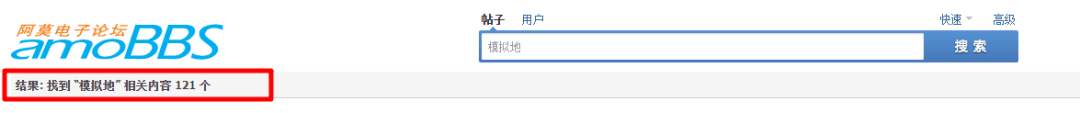 阿莫电子论坛
amoBBS
帖子 用户
快速 高级
模拟地
搜索
结果: 找到 “模拟地” 相关内容 121 个